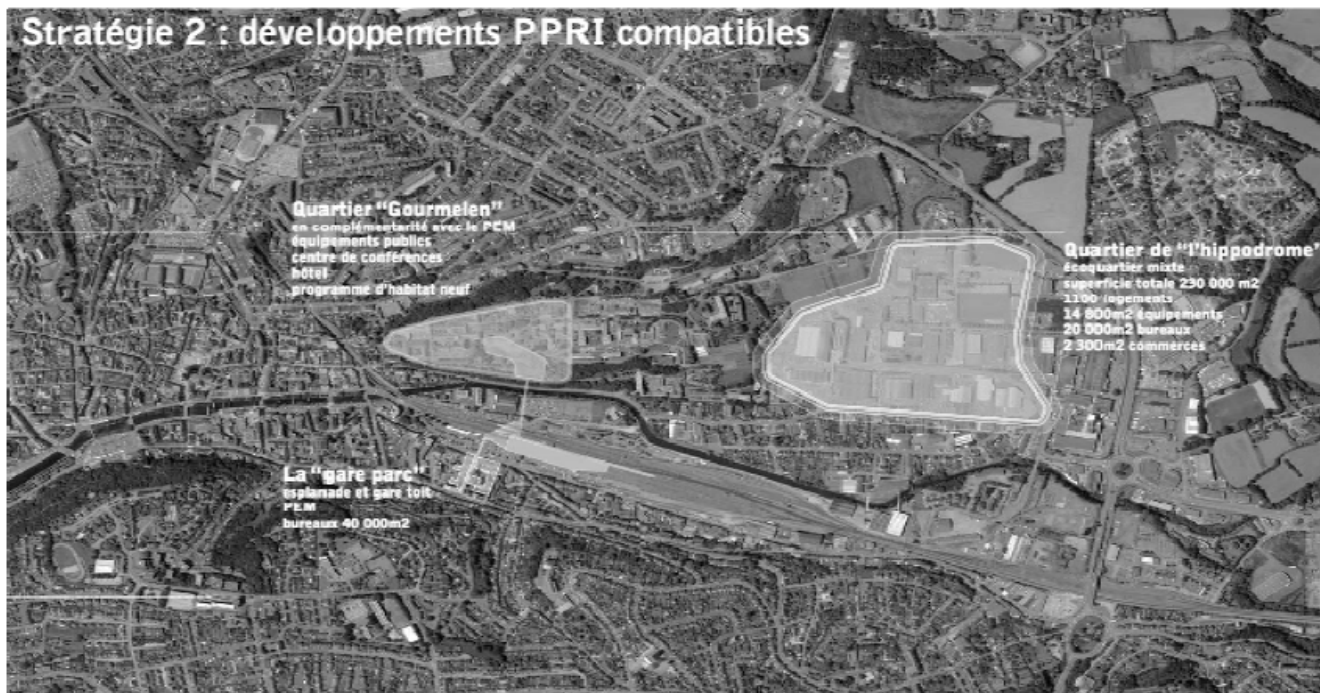 Stratégie 2 : développements PPRI compatibles
Quartier "Gourmelen"
en complémentarité avec le PEM
équipements publics
centre de conférences
hôtel
programme d'habitat neuf
Quartier de "l'hippodrome"
écoquartier mixte
superficie totale 230 000 m2
1100 logements
14 800m2 équipements
20 000m2 bureaux
2 300m2 commerces
La "gare parc"
esplanade et gare toit
PEM
bureaux 40 000m2